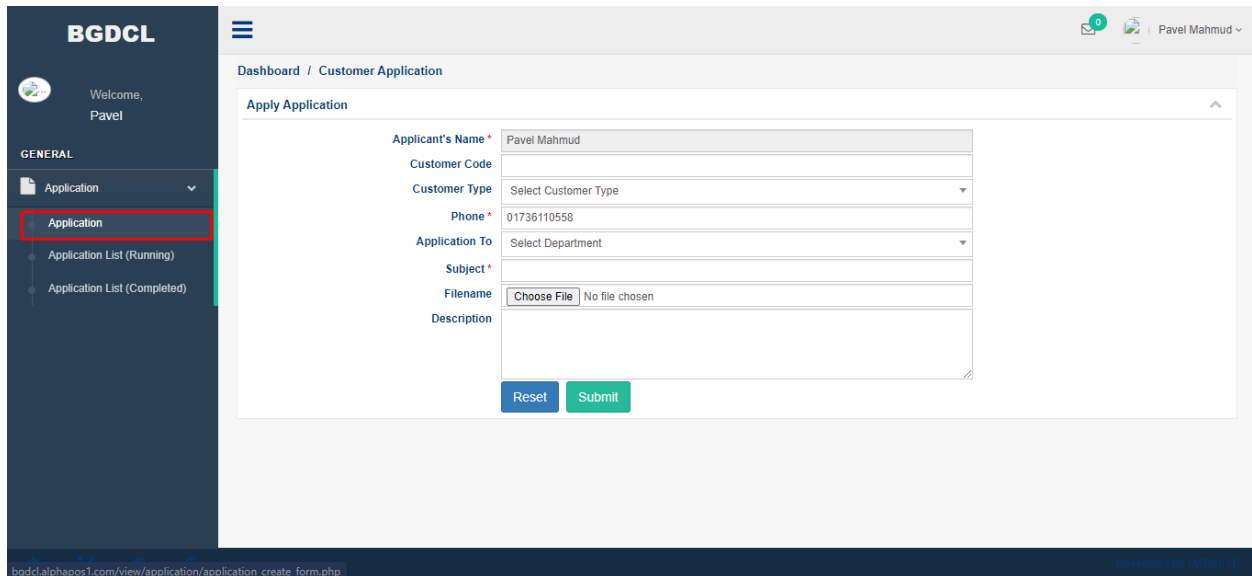 BGDCL
0
Pavel Mahmud
Welcome,
Pavel
GENERAL
Application
Application
Application List (Running)
Application List (Completed)
Dashboard / Customer Application
Apply Application
Applicant's Name * Pavel Mahmud
Customer Code
Customer Type Select Customer Type
Phone * 01736110558
Application To Select Department
Subject *
Filename Choose File No file chosen
Description
Reset Submit
bgdcl.alphapos1.com/view/application/application_create_form.php